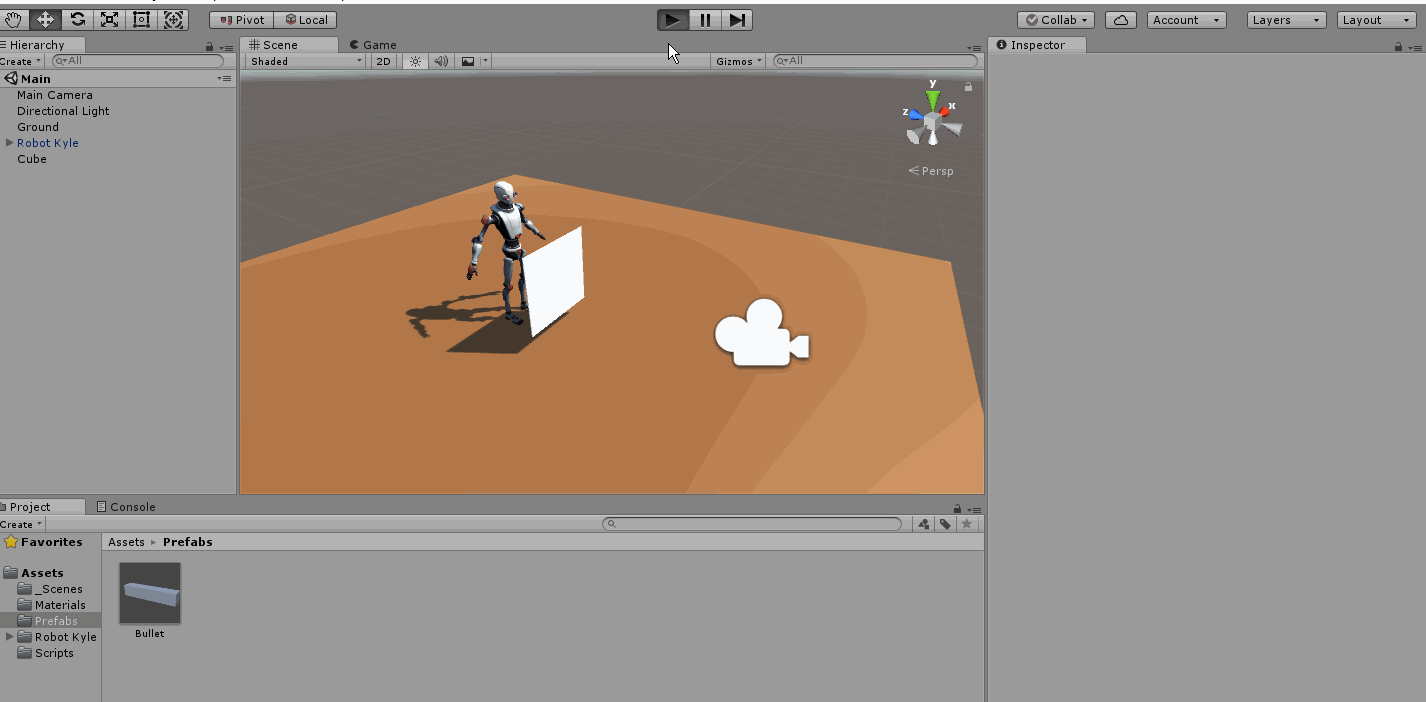 Pivot Local Collab Account Layers Layout
Hierarchy
Create All
Main
Main Camera
Directional Light
Ground
Robot Kyle
Cube
Scene Game
Shaded 2D Gizmos All
y
z x
Persp
Inspector
Project Console
Create
Favorites
Assets
_Scenes
Materials
Prefabs
Robot Kyle
Scripts
Assets Prefabs
Bullet